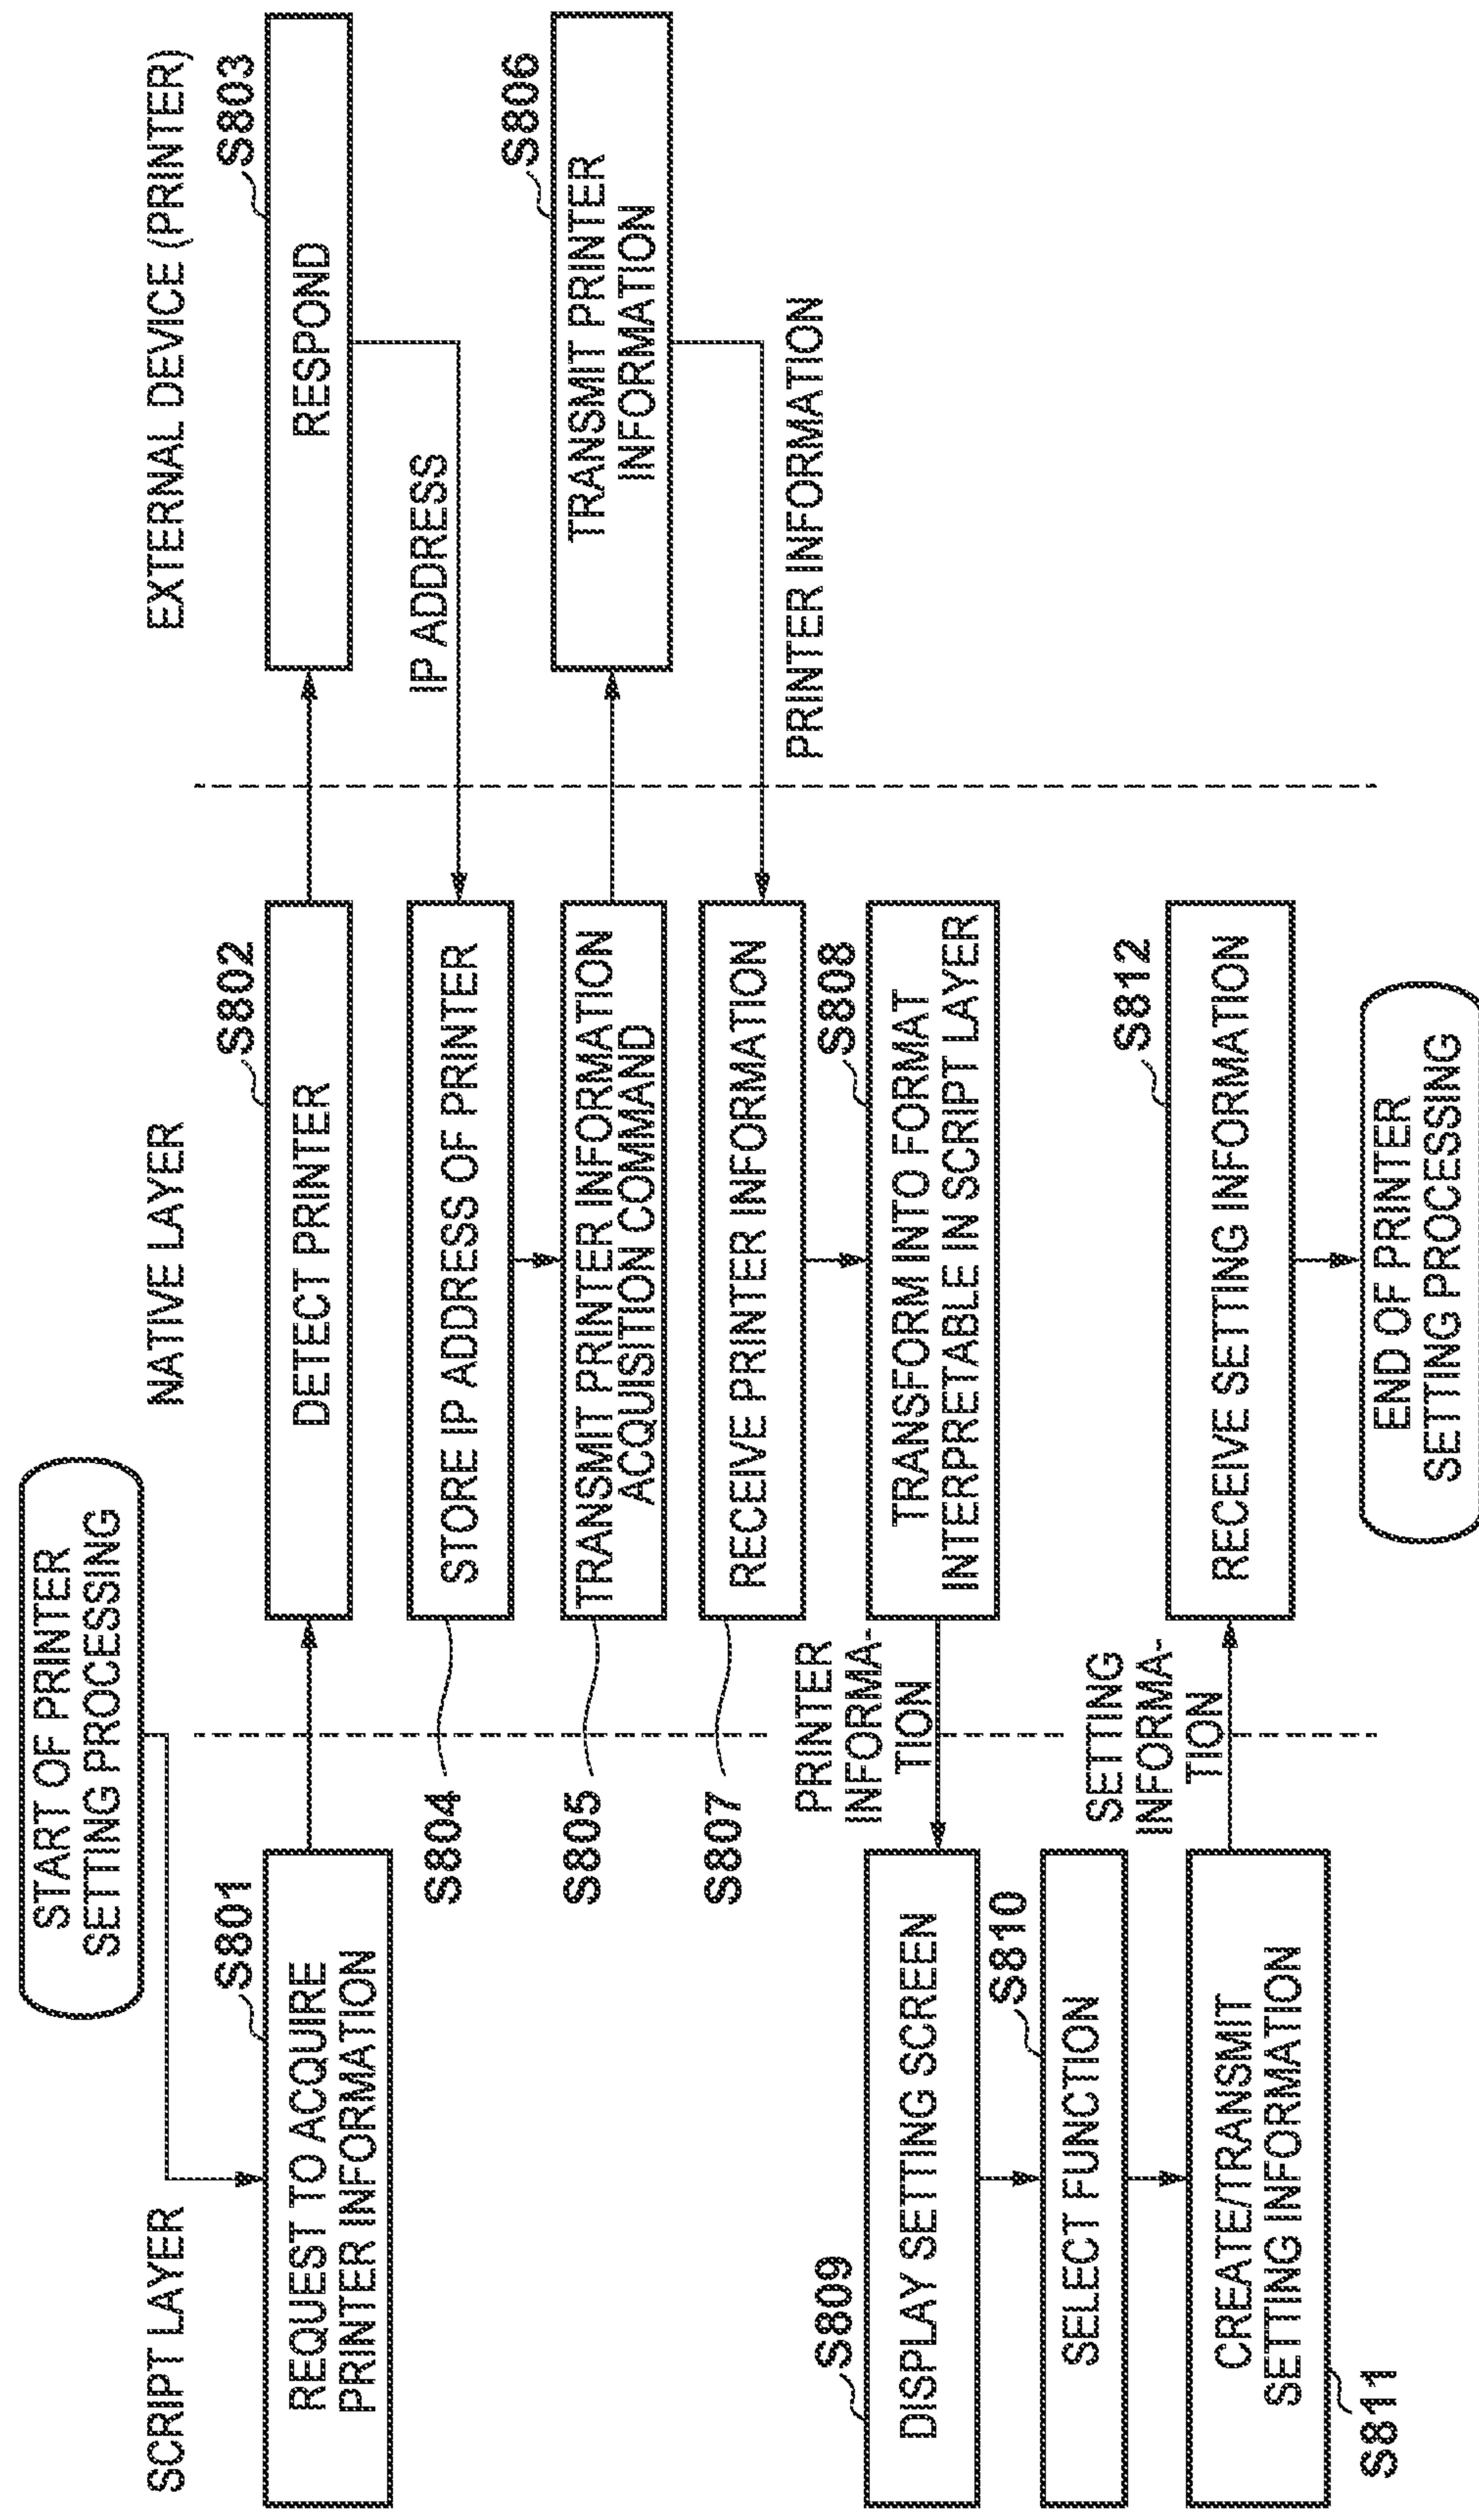 START OF PRINTER
SETTING PROCESSING
SCRIPT LAYER
NATIVE LAYER
EXTERNAL DEVICE (PRINTER)
S801
REQUEST TO ACQUIRE
PRINTER INFORMATION
S802
DETECT PRINTER
S803
RESPOND
IP ADDRESS
S804
STORE IP ADDRESS OF PRINTER
S805
TRANSMIT PRINTER INFORMATION
ACQUISITION COMMAND
S806
TRANSMIT PRINTER
INFORMATION
S807
RECEIVE PRINTER INFORMATION
PRINTER INFORMATION
S808
TRANSFORM INTO FORMAT
INTERPRETABLE IN SCRIPT LAYER
PRINTER
INFORMA-
TION
S809
DISPLAY SETTING SCREEN
S810
SELECT FUNCTION
S811
CREATE/TRANSMIT
SETTING INFORMATION
SETTING
INFORMA-
TION
S812
RECEIVE SETTING INFORMATION
END OF PRINTER
SETTING PROCESSING